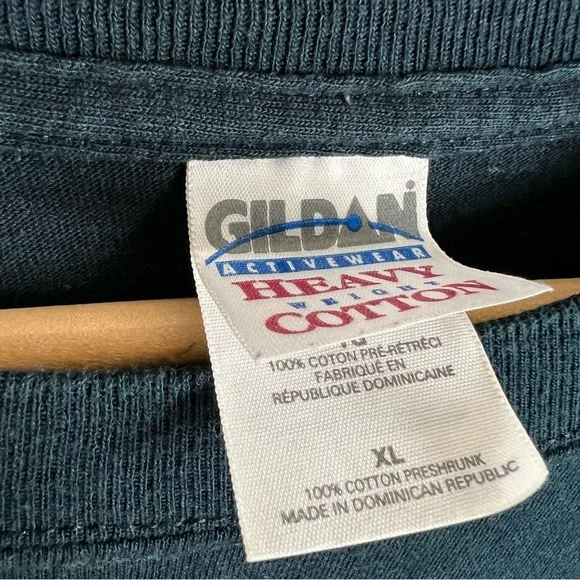 GILDAN
ACTIVEWEAR
HEAVY
WEIGHT
COTTON
100% COTON PRÉ-RÉTRÉCI
FABRIQUÉ EN
RÉPUBLIQUE DOMINICAINE
XL
100% COTTON PRESHRUNK
MADE IN DOMINICAN REPUBLIC